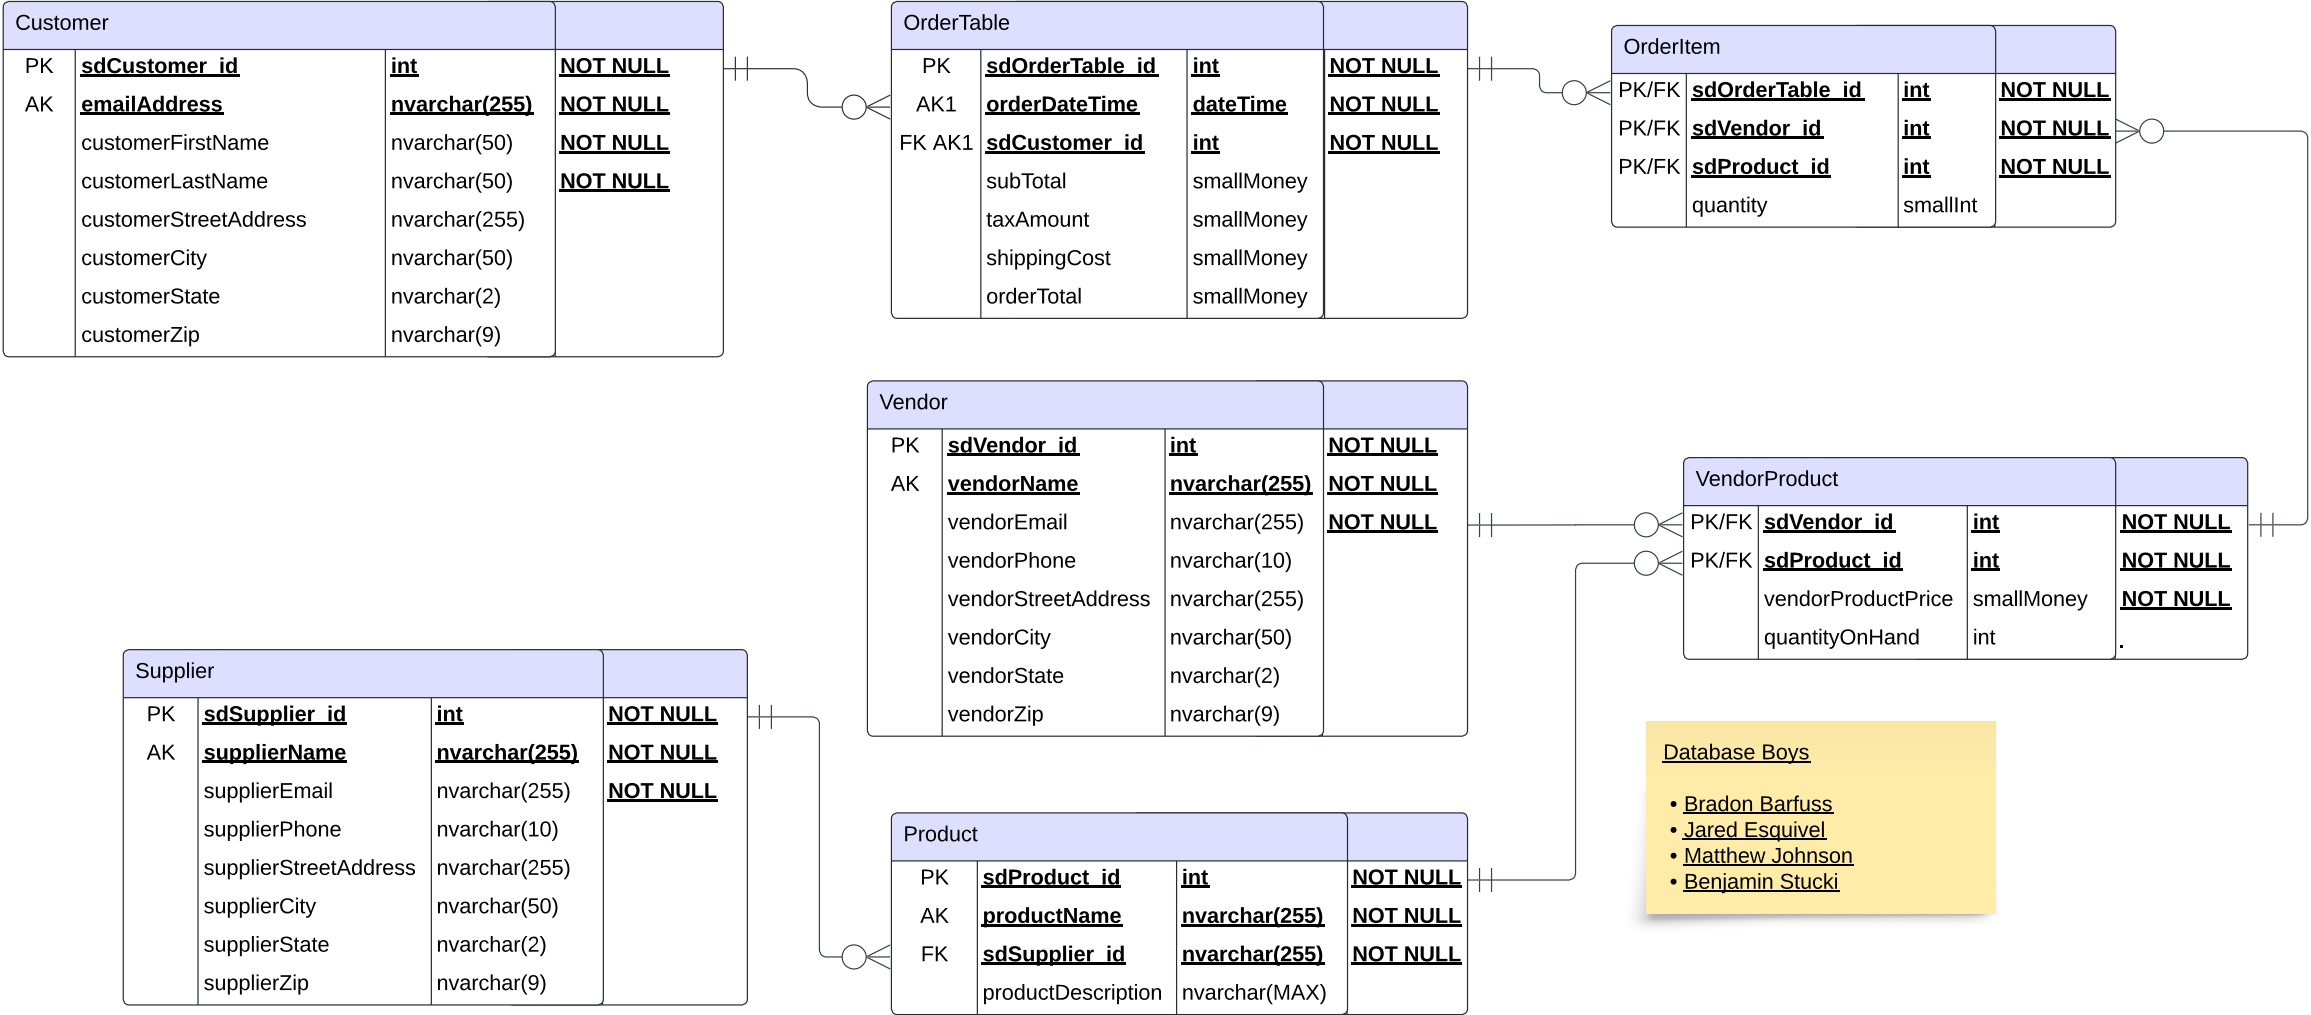 Customer
PK sdCustomer_id int NOT NULL
AK emailAddress nvarchar(255) NOT NULL
customerFirstName nvarchar(50) NOT NULL
customerLastName nvarchar(50) NOT NULL
customerStreetAddress nvarchar(255)
customerCity nvarchar(50)
customerState nvarchar(2)
customerZip nvarchar(9)
OrderTable
PK sdOrderTable_id int NOT NULL
AK1 orderDateTime dateTime NOT NULL
FK AK1 sdCustomer_id int NOT NULL
subTotal smallMoney
taxAmount smallMoney
shippingCost smallMoney
orderTotal smallMoney
OrderItem
PK/FK sdOrderTable_id int NOT NULL
PK/FK sdVendor_id int NOT NULL
PK/FK sdProduct_id int NOT NULL
quantity smallInt
Vendor
PK sdVendor_id int NOT NULL
AK vendorName nvarchar(255) NOT NULL
vendorEmail nvarchar(255) NOT NULL
vendorPhone nvarchar(10)
vendorStreetAddress nvarchar(255)
vendorCity nvarchar(50)
vendorState nvarchar(2)
vendorZip nvarchar(9)
VendorProduct
PK/FK sdVendor_id int NOT NULL
PK/FK sdProduct_id int NOT NULL
vendorProductPrice smallMoney NOT NULL
quantityOnHand int .
Supplier
PK sdSupplier_id int NOT NULL
AK supplierName nvarchar(255) NOT NULL
supplierEmail nvarchar(255) NOT NULL
supplierPhone nvarchar(10)
supplierStreetAddress nvarchar(255)
supplierCity nvarchar(50)
supplierState nvarchar(2)
supplierZip nvarchar(9)
Product
PK sdProduct_id int NOT NULL
AK productName nvarchar(255) NOT NULL
FK sdSupplier_id nvarchar(255) NOT NULL
productDescription nvarchar(MAX)
Database Boys
• Bradon Barfuss
• Jared Esquivel
• Matthew Johnson
• Benjamin Stucki